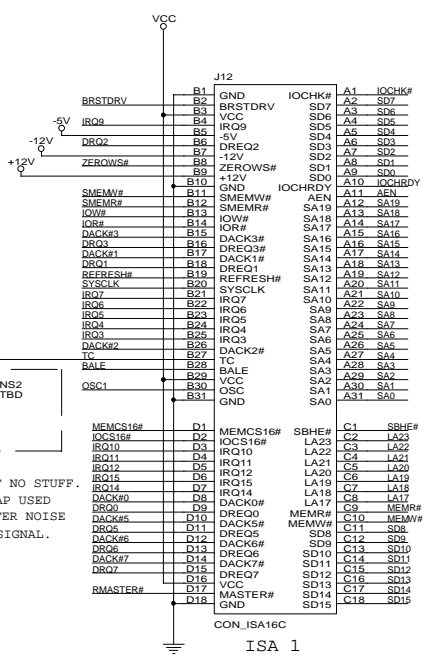 VCC
J12
B1 GND IOCHK# A1 IOCHK#
BRSTDRV B2 BRSTDRV SD7 A2 SD7
B3 VCC SD6 A3 SD6
-5V IRQ9 B4 IRQ9 SD5 A4 SD5
B5 -5V SD4 A5 SD4
-12V DRQ2 B6 DREQ2 SD3 A6 SD3
B7 -12V SD2 A7 SD2
+12V ZEROWS# B8 ZEROWS# SD1 A8 SD1
B9 +12V SD0 A9 SD0
B10 GND IOCHRDY A10 IOCHRDY
SMEMW# B11 SMEMW# AEN A11 AEN
SMEMR# B12 SMEMR# SA19 A12 SA19
IOW# B13 IOW# SA18 A13 SA18
IOR# B14 IOR# SA17 A14 SA17
DACK#3 B15 DACK3# SA16 A15 SA16
DRQ3 B16 DREQ3# SA15 A16 SA15
DACK#1 B17 DACK1# SA14 A17 SA14
DRQ1 B18 DREQ1 SA13 A18 SA13
REFRESH# B19 REFRESH# SA12 A19 SA12
SYSCLK B20 SYSCLK SA11 A20 SA11
IRQ7 B21 IRQ7 SA10 A21 SA10
IRQ6 B22 IRQ6 SA9 A22 SA9
IRQ5 B23 IRQ5 SA8 A23 SA8
IRQ4 B24 IRQ4 SA7 A24 SA7
IRQ3 B25 IRQ3 SA6 A25 SA6
DACK#2 B26 DACK2# SA5 A26 SA5
TC B27 TC SA4 A27 SA4
BALE B28 BALE SA3 A28 SA3
B29 VCC SA2 A29 SA2
OSC1 B30 OSC SA1 A30 SA1
B31 GND SA0 A31 SA0
NS2
TBD
MEMCS16# D1 MEMCS16# SBHE# C1 SBHE#
IOCS16# D2 IOCS16# LA23 C2 LA23
IRQ10 D3 IRQ10 LA22 C3 LA22
IRQ11 D4 IRQ11 LA21 C4 LA21
IRQ12 D5 IRQ12 LA20 C5 LA20
IRQ15 D6 IRQ15 LA19 C6 LA19
IRQ14 D7 IRQ14 LA18 C7 LA18
DACK#0 D8 DACK0# LA17 C8 LA17
DRQ0 D9 DREQ0 MEMR# C9 MEMR#
DACK#5 D10 DACK5# MEMW# C10 MEMW#
DRQ5 D11 DREQ5 SD8 C11 SD8
DACK#6 D12 DACK6# SD9 C12 SD9
DRQ6 D13 DREQ6 SD10 C13 SD10
DACK#7 D14 DACK7# SD11 C14 SD11
DRQ7 D15 DREQ7 SD12 C15 SD12
D16 VCC SD13 C16 SD13
RMASTER# D17 MASTER# SD14 C17 SD14
D18 GND SD15 C18 SD15
NO STUFF.
AP USED
ER NOISE
SIGNAL.
CON_ISA16C
ISA 1